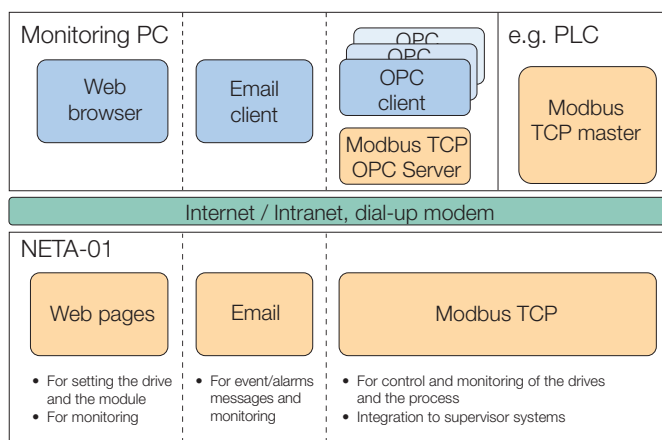 Monitoring PC
e.g. PLC
Web
browser
Email
client
OPC
OPC
OPC
client
Modbus TCP
OPC Server
Modbus
TCP master
Internet / Intranet, dial-up modem
NETA-01
Web pages
Email
Modbus TCP
• For setting the drive
and the module
• For monitoring
• For event/alarms
messages and
monitoring
• For control and monitoring of the drives
and the process
• Integration to supervisor systems